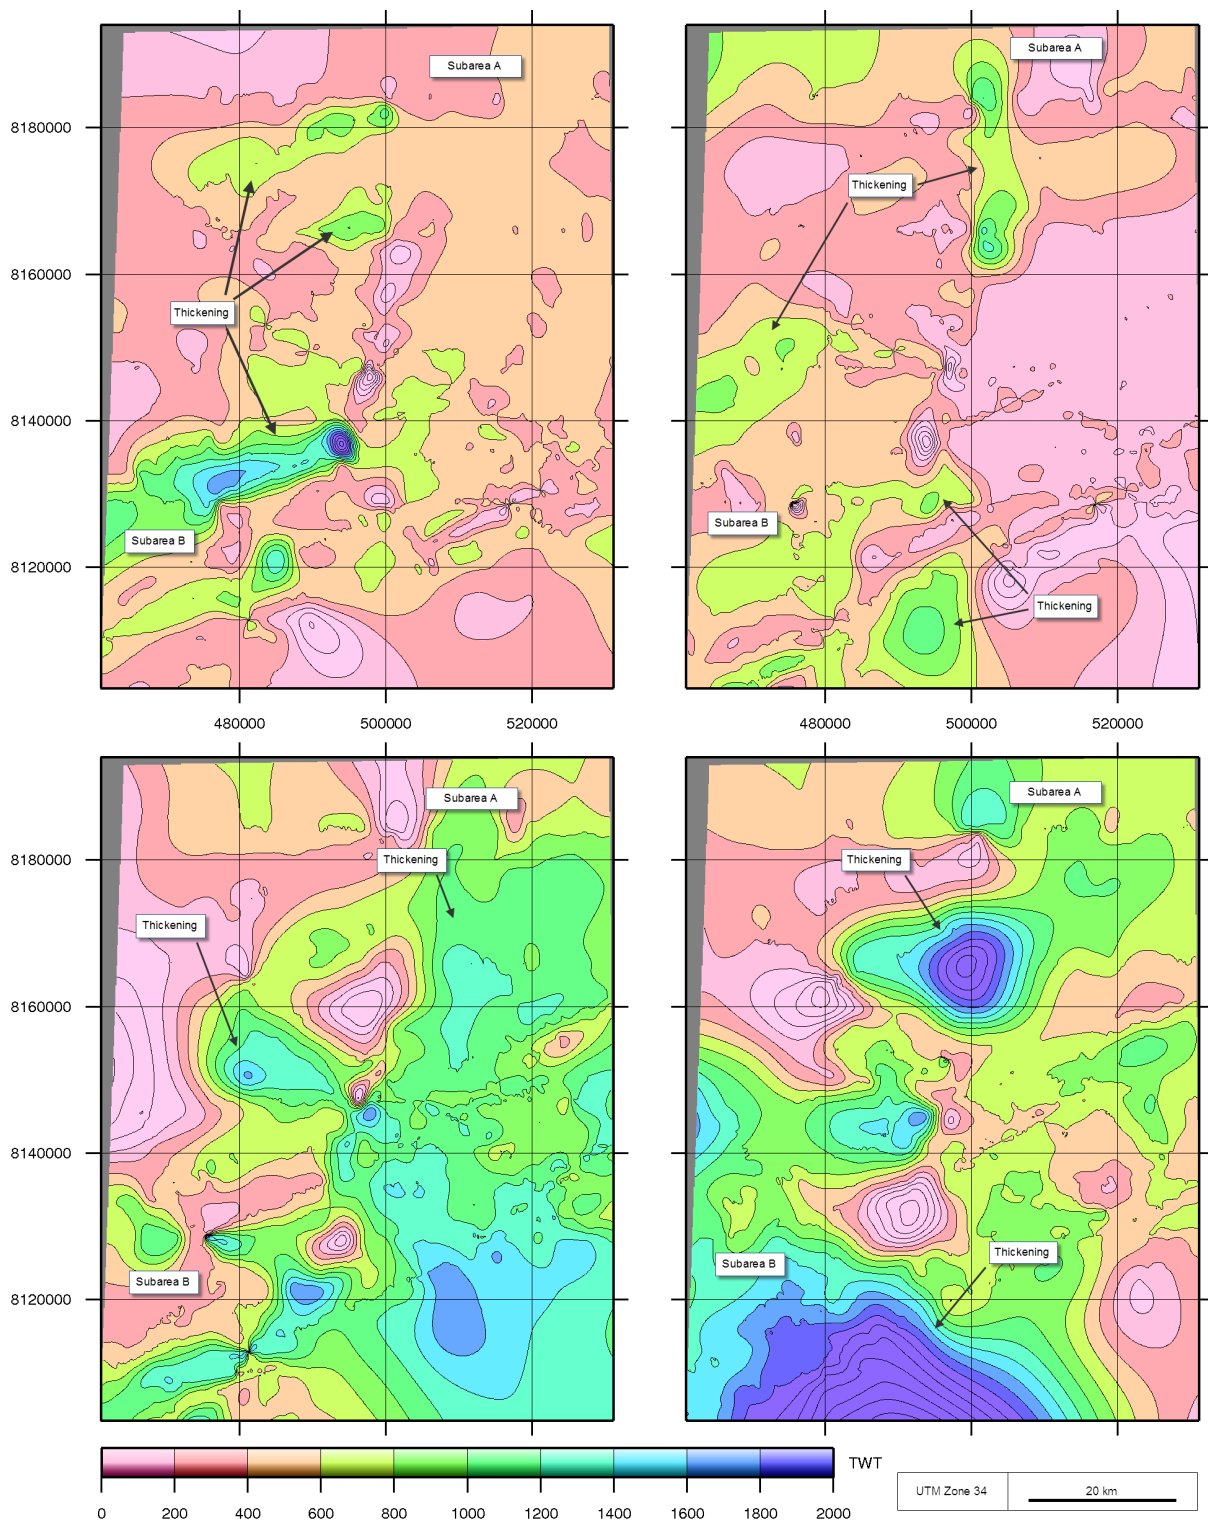 Subarea A
Subarea A
8180000
Thickening
8160000
Thickening
8140000
Subarea B
Subarea B
8120000
Thickening
480000
500000
520000
480000
500000
520000
Subarea A
Subarea A
8180000
Thickening
Thickening
Thickening
8160000
8140000
Thickening
Subarea B
Subarea B
8120000
TWT
UTM Zone 34
20 km
0
200
400
600
800
1000
1200
1400
1600
1800
2000